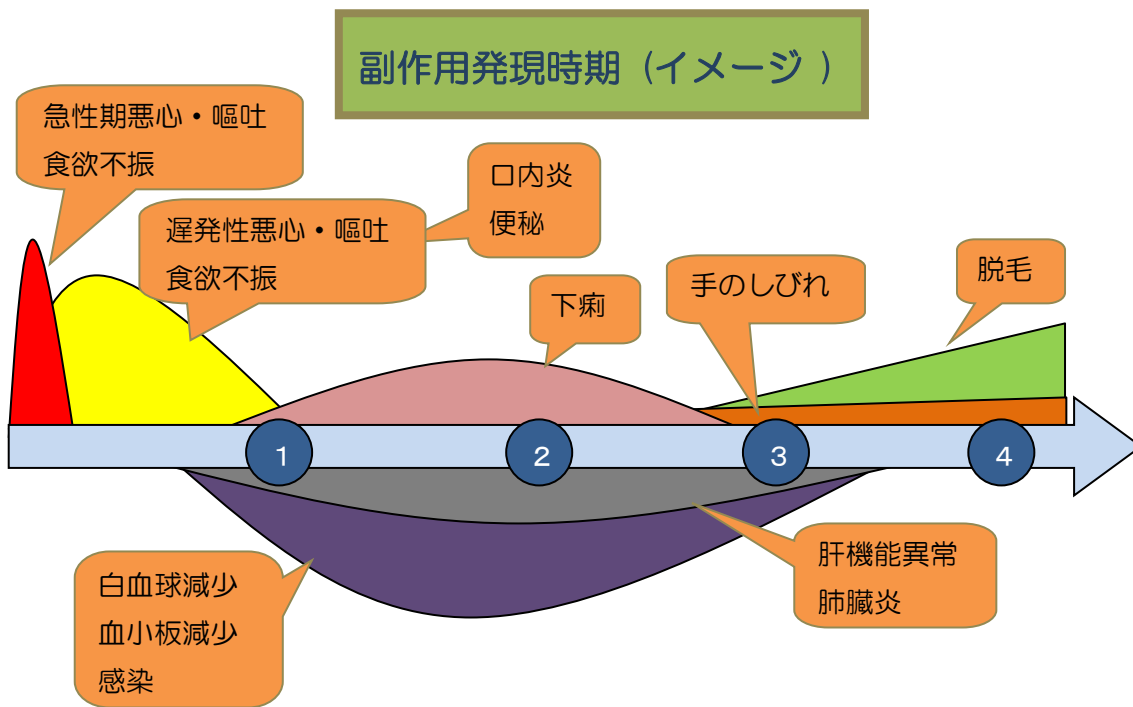 副作用発現時期（イメージ ）
急性期悪心・嘔吐
食欲不振
遅発性悪心・嘔吐
食欲不振
口内炎
便秘
下痢
手のしびれ
脱毛
1
2
3
4
白血球減少
血小板減少
感染
肝機能異常
肺臓炎